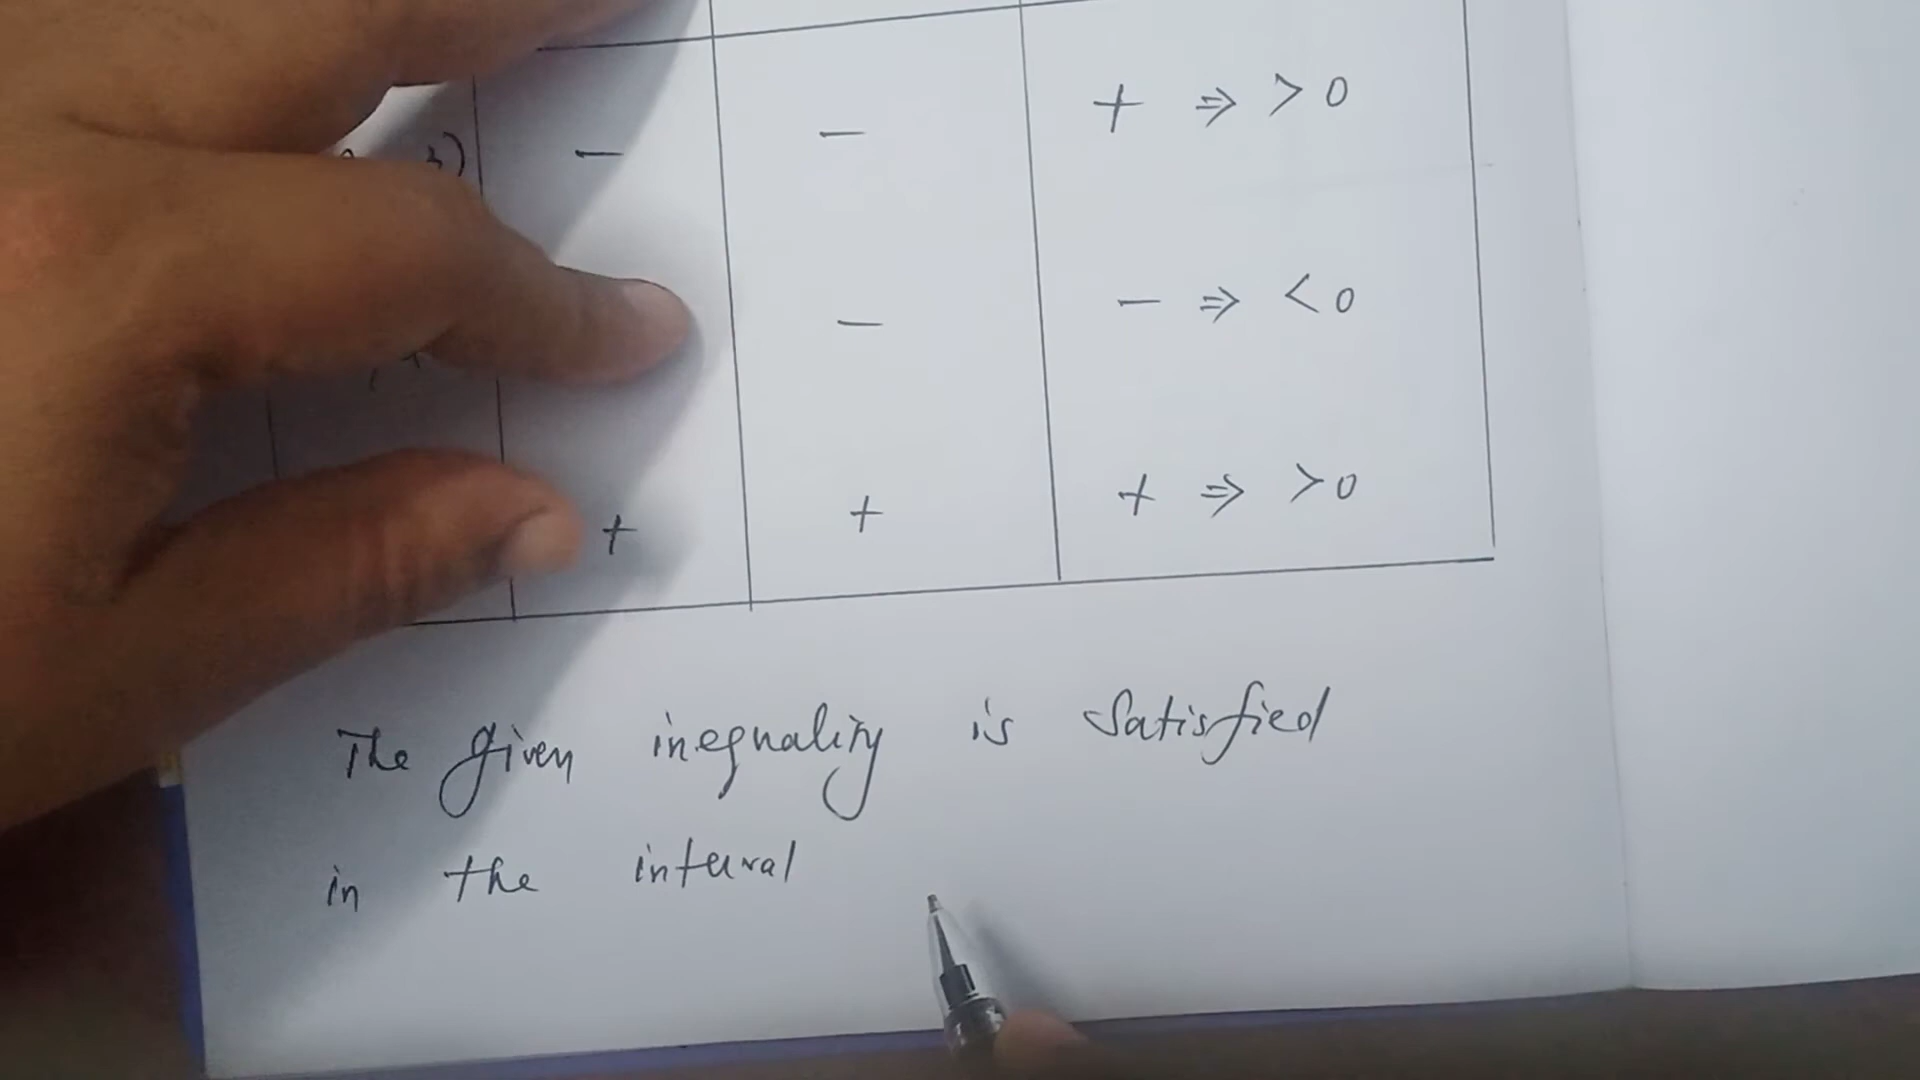 + ⇒ > 0
3) − −
− − ⇒ < 0
+ + + ⇒ > 0
The given inequality is satisfied
in the interval